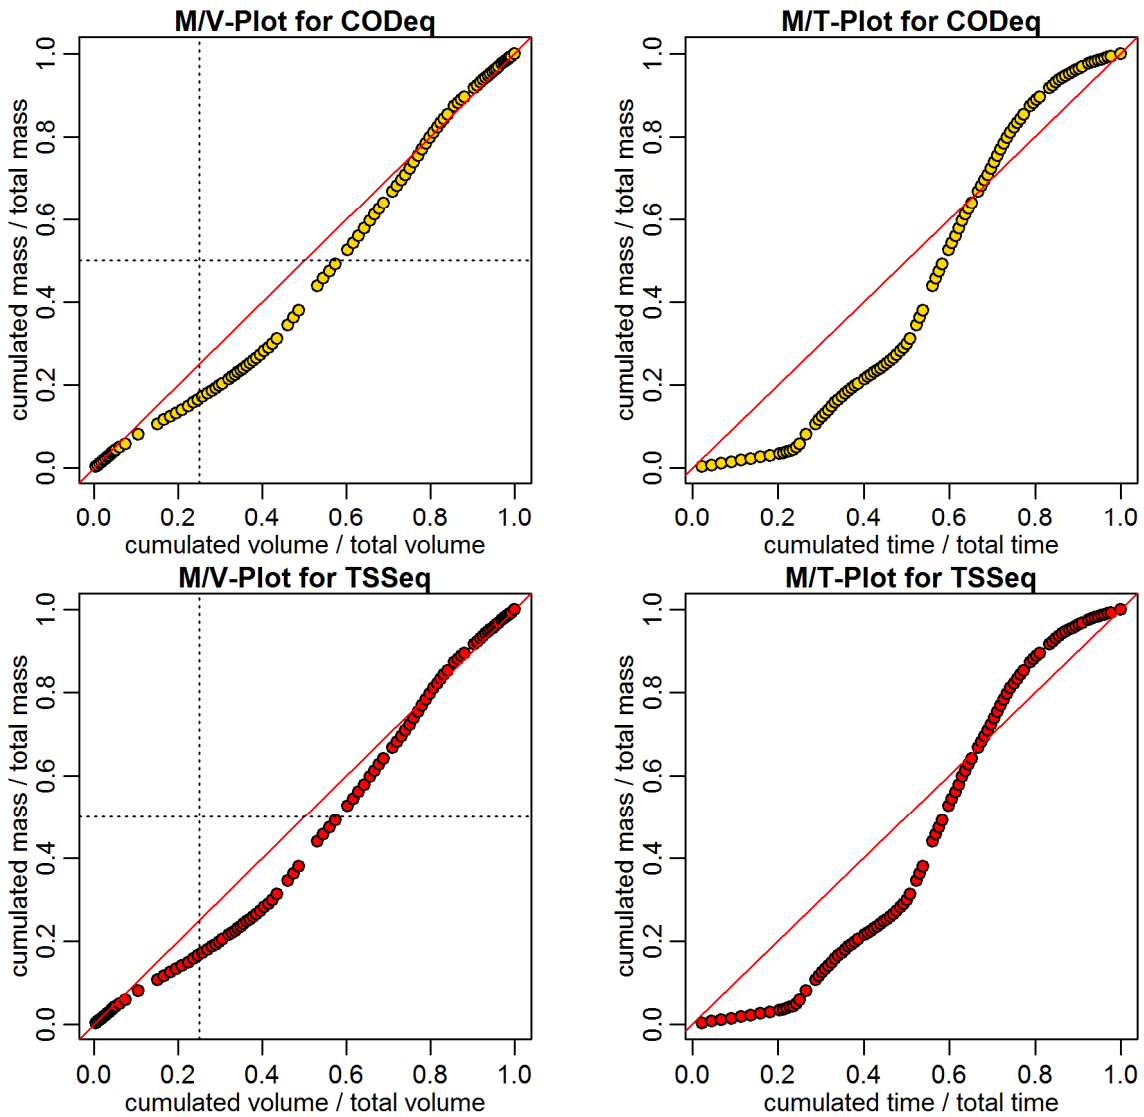 M/V-Plot for CODeq
cumulated mass / total mass
1.0
0.8
0.6
0.4
0.2
0.0
0.0 0.2 0.4 0.6 0.8 1.0
cumulated volume / total volume
M/T-Plot for CODeq
cumulated mass / total mass
1.0
0.8
0.6
0.4
0.2
0.0
0.0 0.2 0.4 0.6 0.8 1.0
cumulated time / total time
M/V-Plot for TSSeq
cumulated mass / total mass
1.0
0.8
0.6
0.4
0.2
0.0
0.0 0.2 0.4 0.6 0.8 1.0
cumulated volume / total volume
M/T-Plot for TSSeq
cumulated mass / total mass
1.0
0.8
0.6
0.4
0.2
0.0
0.0 0.2 0.4 0.6 0.8 1.0
cumulated time / total time